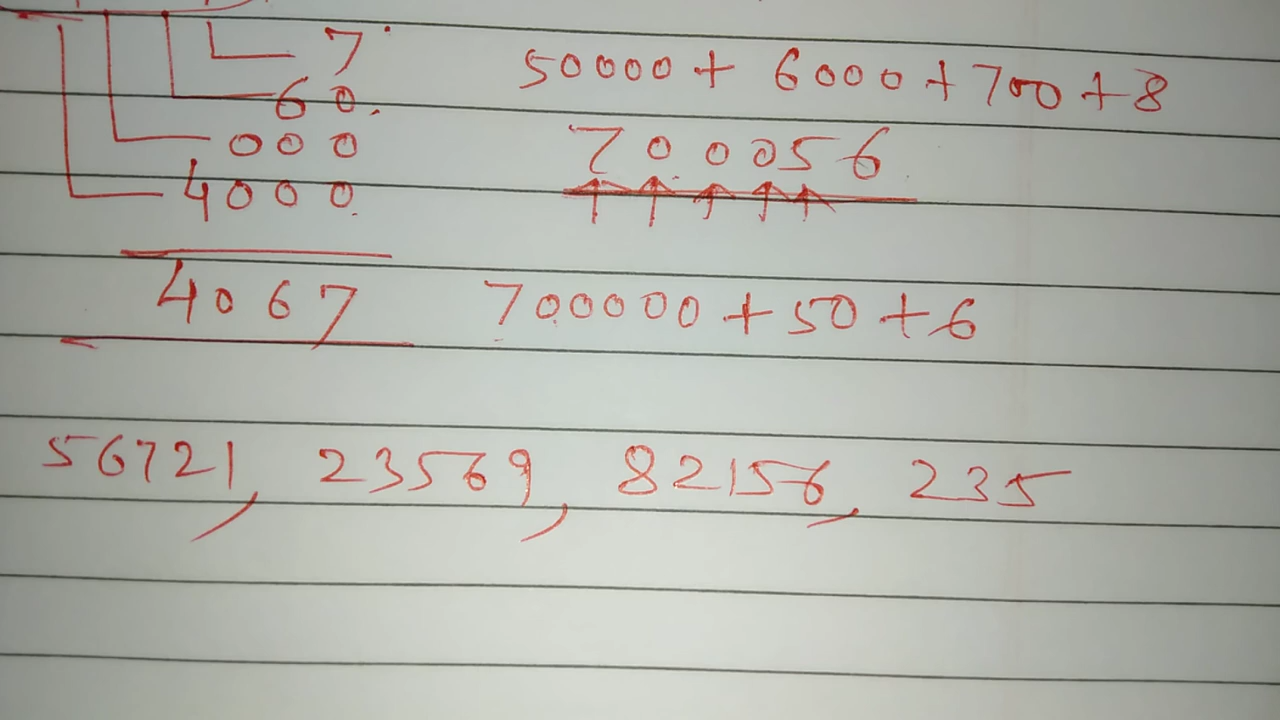 7 50000 + 6000 + 700 + 8
60
000 700056
4000
4067 700000 + 50 + 6
56721, 23569, 82156, 235